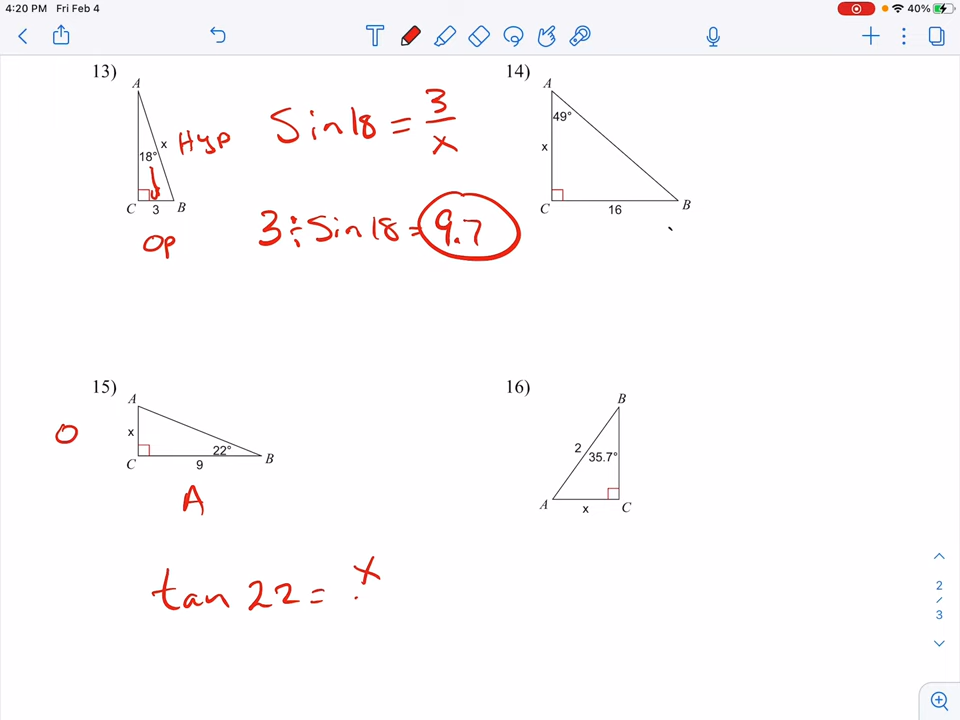 4:20 PM Fri Feb 4
40%
13)
A
x
Hyp
18°
C
3
B
Op
Sin 18 = 3/x
3 ÷ Sin 18 = 9.7
14)
A
49°
x
C
16
B
15)
O
A
x
22°
C
9
B
A
tan 22 = x
16)
B
2
35.7°
A
x
C
2
/
3